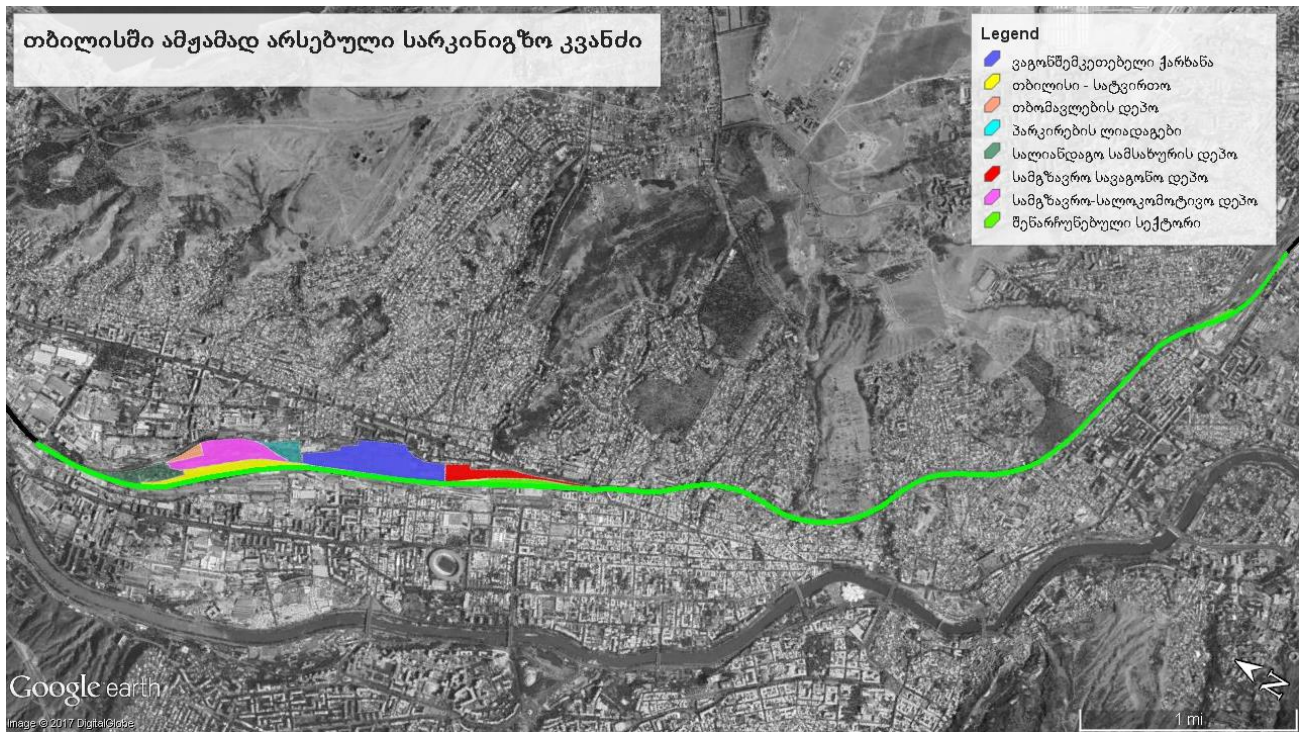 თბილისში ამჟამად არსებული სარკინიგზო კვანძი
Legend
ვაგონშემკეთებელი ქარხანა
თბილისი - სატვირთო
თბომავლების დეპო
პარკირების ლიადაგები
სალიანდაგო სამსახურის დეპო
სამგზავრო სავაგონო დეპო
სამგზავრო-სალოკომოტივო დეპო
შენარჩუნებული სექტორი
Google earth
Image © 2017 DigitalGlobe
N
1 mi